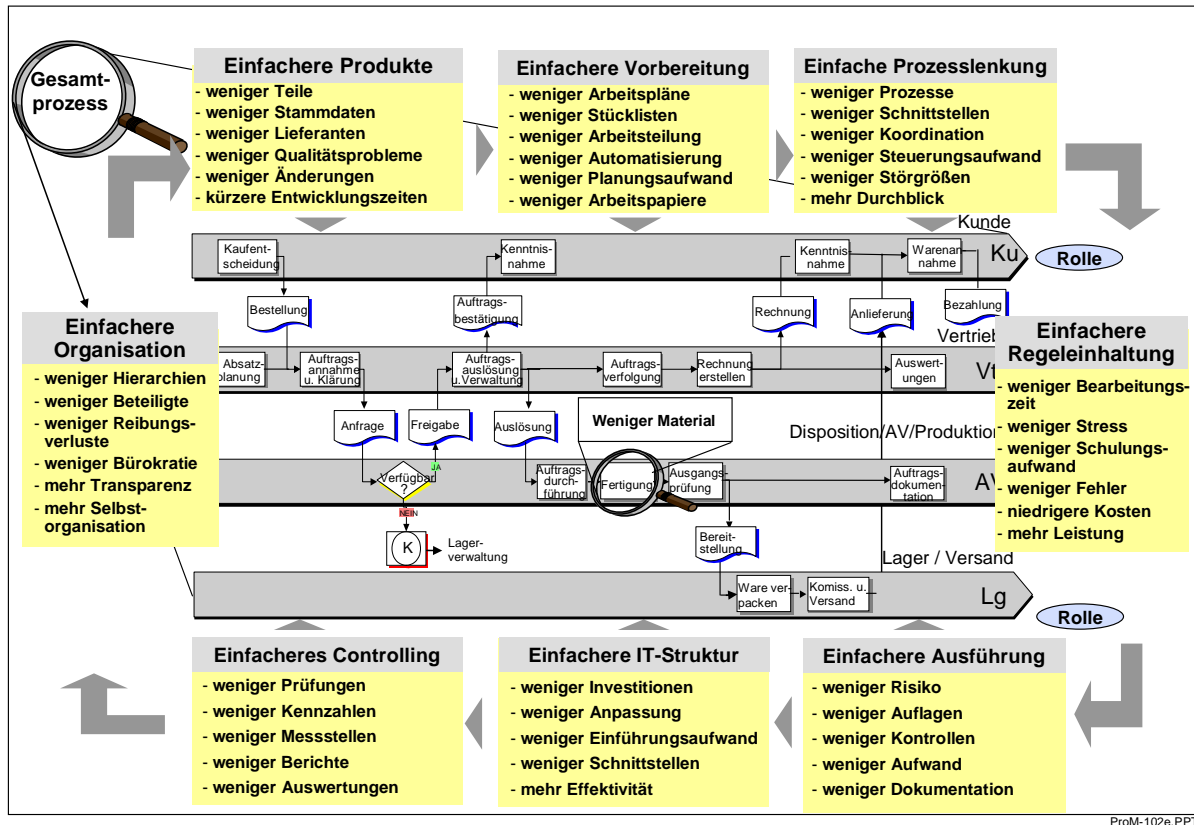 Gesamt-
prozess
Einfachere Produkte
- weniger Teile
- weniger Stammdaten
- weniger Lieferanten
- weniger Qualitätsprobleme
- weniger Änderungen
- kürzere Entwicklungszeiten
Einfachere Vorbereitung
- weniger Arbeitspläne
- weniger Stücklisten
- weniger Arbeitsteilung
- weniger Automatisierung
- weniger Planungsaufwand
- weniger Arbeitspapiere
Einfache Prozesslenkung
- weniger Prozesse
- weniger Schnittstellen
- weniger Koordination
- weniger Steuerungsaufwand
- weniger Störgrößen
- mehr Durchblick
Kunde
Kaufent-
scheidung
Kenntnis-
nahme
Kenntnis-
nahme
Warenan-
nahme
Ku
Rolle
Bestellung
Auftrags-
bestätigung
Rechnung
Anlieferung
Bezahlung
Vertrieb
Einfachere
Organisation
- weniger Hierarchien
- weniger Beteiligte
- weniger Reibungs-
verluste
- weniger Bürokratie
- mehr Transparenz
- mehr Selbst-
organisation
Absatz-
planung
Auftrags-
annahme
u. Klärung
Auftrags-
auslösung
u.Verwaltung
Auftrags-
verfolgung
Rechnung
erstellen
Auswert-
ungen
Vt
Einfachere
Regeleinhaltung
- weniger Bearbeitungs-
zeit
- weniger Stress
- weniger Schulungs-
aufwand
- weniger Fehler
- niedrigere Kosten
- mehr Leistung
Anfrage
Freigabe
Auslösung
Weniger Material
Disposition/AV/Produktion
Verfügbar
?
JA
NEIN
Auftrags-
durch-
führung
Fertigung
Ausgangs-
prüfung
Auftrags-
dokumen-
tation
AV
K
Lager-
verwaltung
Bereit-
stellung
Lager / Versand
Ware ver-
packen
Komiss. u.
Versand
Lg
Rolle
Einfacheres Controlling
- weniger Prüfungen
- weniger Kennzahlen
- weniger Messstellen
- weniger Berichte
- weniger Auswertungen
Einfachere IT-Struktur
- weniger Investitionen
- weniger Anpassung
- weniger Einführungsaufwand
- weniger Schnittstellen
- mehr Effektivität
Einfachere Ausführung
- weniger Risiko
- weniger Auflagen
- weniger Kontrollen
- weniger Aufwand
- weniger Dokumentation
ProM-102e.PPT